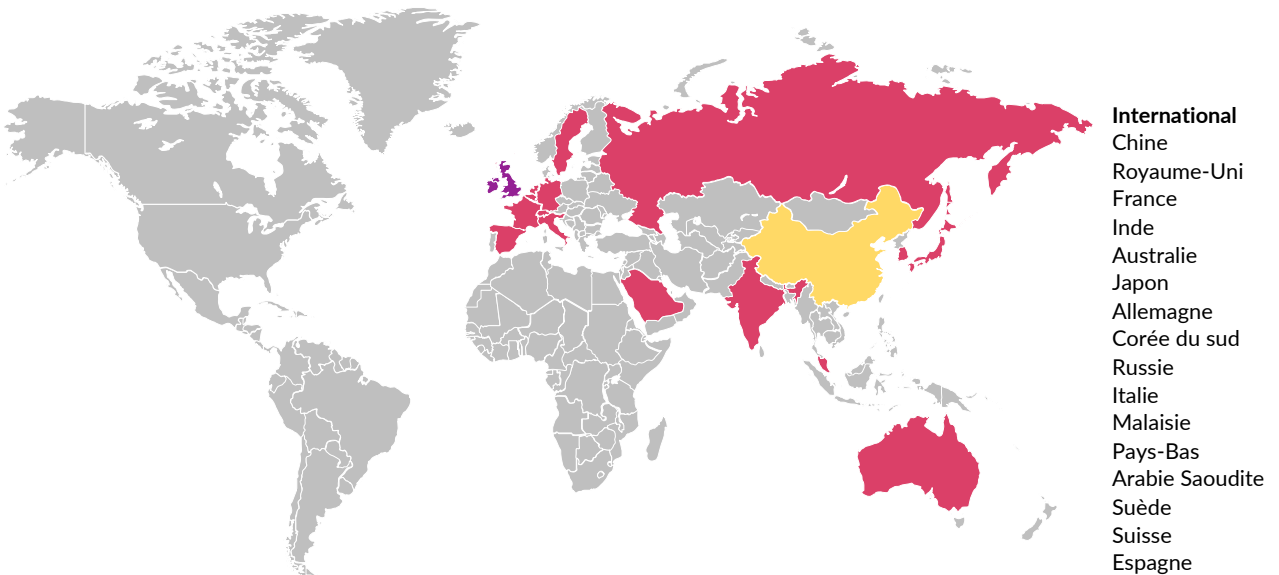 International
Chine
Royaume-Uni
France
Inde
Australie
Japon
Allemagne
Corée du sud
Russie
Italie
Malaisie
Pays-Bas
Arabie Saoudite
Suède
Suisse
Espagne